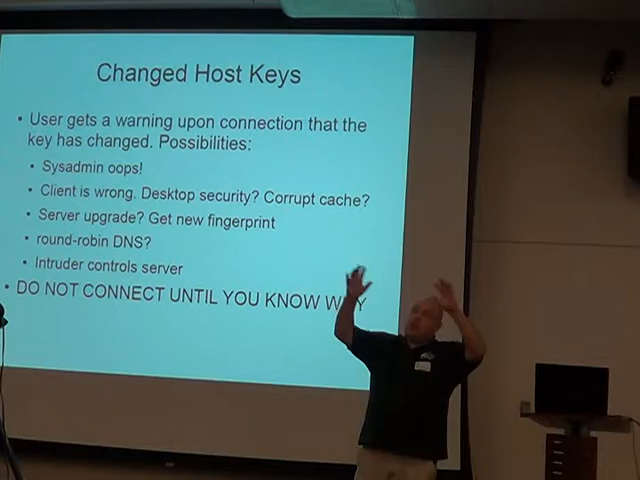 Changed Host Keys
• User gets a warning upon connection that the
key has changed. Possibilities:
• Sysadmin oops!
• Client is wrong. Desktop security? Corrupt cache?
• Server upgrade? Get new fingerprint
• round-robin DNS?
• Intruder controls server
• DO NOT CONNECT UNTIL YOU KNOW WHY